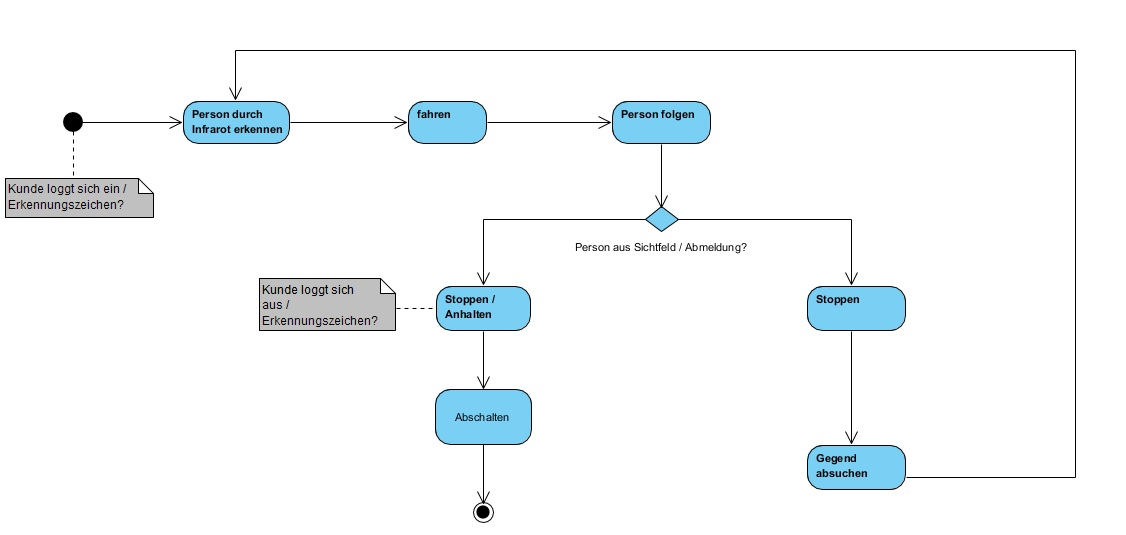 Person durch
Infrarot erkennen
fahren
Person folgen
Kunde loggt sich ein /
Erkennungszeichen?
Person aus Sichtfeld / Abmeldung?
Kunde loggt sich
aus /
Erkennungszeichen?
Stoppen /
Anhalten
Stoppen
Abschalten
Gegend
absuchen